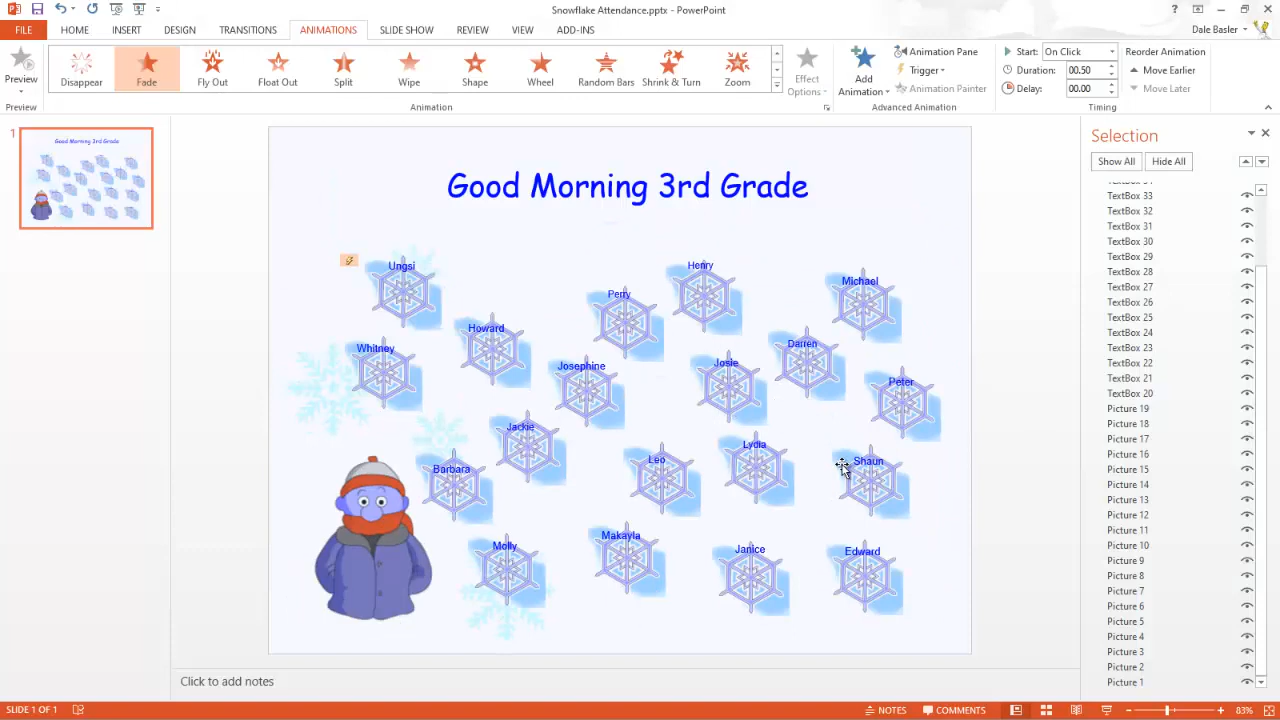 Snowflake Attendance.pptx - PowerPoint
FILE HOME INSERT DESIGN TRANSITIONS ANIMATIONS SLIDE SHOW REVIEW VIEW ADD-INS
Dale Basler
Preview
Disappear Fade Fly Out Float Out Split Wipe Shape Wheel Random Bars Shrink & Turn Zoom
Effect Options
Add Animation
Animation Pane
Trigger
Animation Painter
Start: On Click
Duration: 00.50
Delay: 00.00
Reorder Animation
Move Earlier
Move Later
Preview Animation Advanced Animation Timing
1
Good Morning 3rd Grade
Good Morning 3rd Grade
Ungsi
Henry
Michael
Perry
Howard
Whitney
Darren
Josephine
Josie
Peter
Jackie
Lydia
Leo
Shaun
Barbara
Makayla
Molly
Janice
Edward
Click to add notes
Selection
Show All Hide All
TextBox 33
TextBox 32
TextBox 31
TextBox 30
TextBox 29
TextBox 28
TextBox 27
TextBox 26
TextBox 25
TextBox 24
TextBox 23
TextBox 22
TextBox 21
TextBox 20
Picture 19
Picture 18
Picture 17
Picture 16
Picture 15
Picture 14
Picture 13
Picture 12
Picture 11
Picture 10
Picture 9
Picture 8
Picture 7
Picture 6
Picture 5
Picture 4
Picture 3
Picture 2
Picture 1
SLIDE 1 OF 1 NOTES COMMENTS 83%